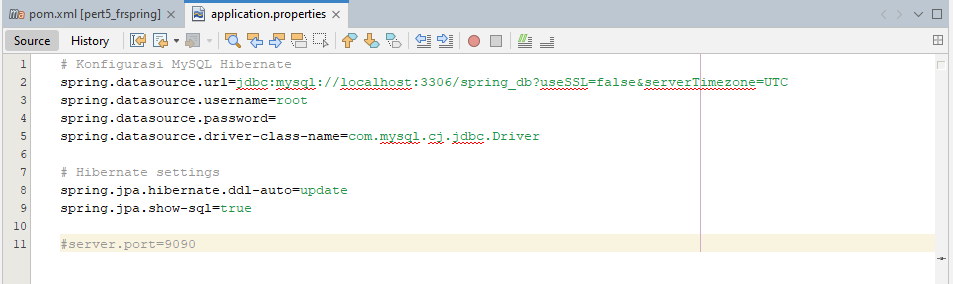 pom.xml [pert5_frspring]
application.properties
Source
History
1 # Konfigurasi MySQL Hibernate
2 spring.datasource.url=jdbc:mysql://localhost:3306/spring_db?useSSL=false&serverTimezone=UTC
3 spring.datasource.username=root
4 spring.datasource.password=
5 spring.datasource.driver-class-name=com.mysql.cj.jdbc.Driver
6
7 # Hibernate settings
8 spring.jpa.hibernate.ddl-auto=update
9 spring.jpa.show-sql=true
10
11 #server.port=9090